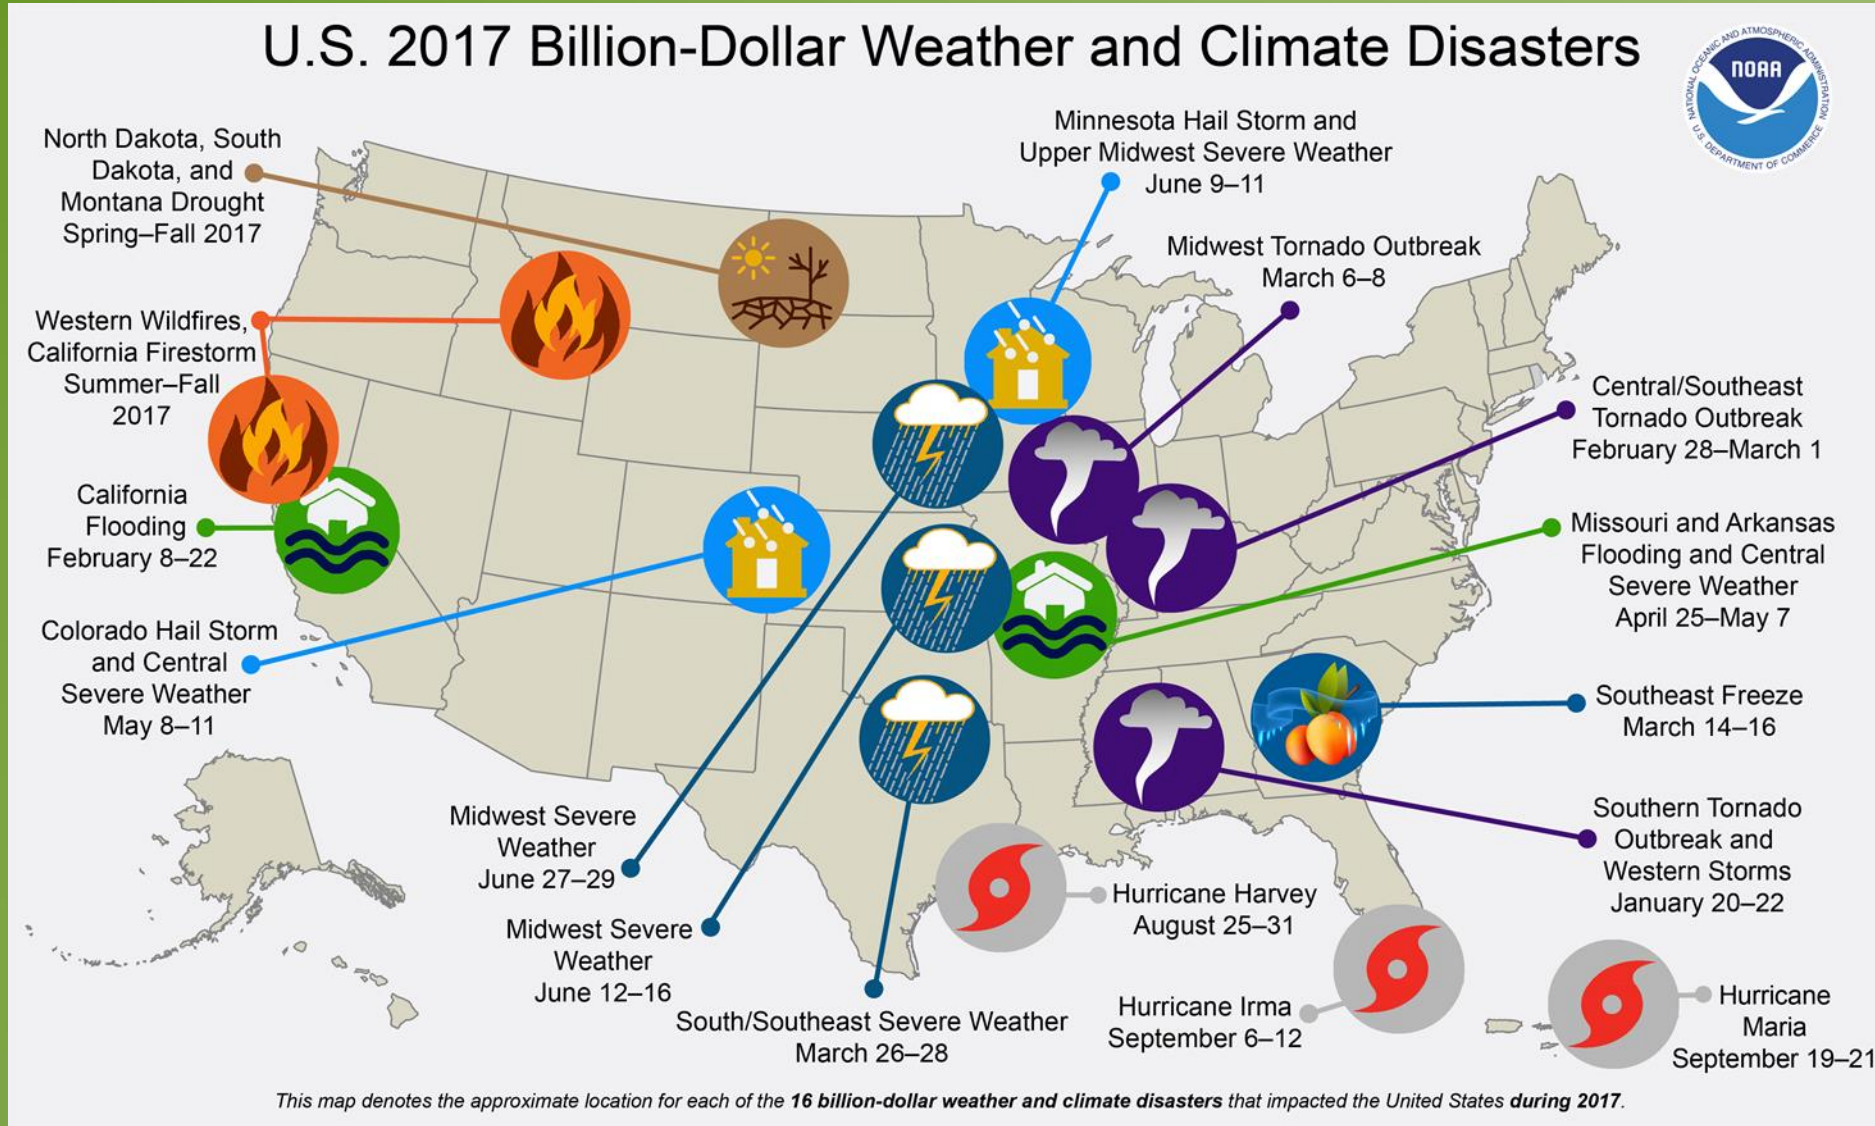 U.S. 2017 Billion-Dollar Weather and Climate Disasters
NATIONAL OCEANIC AND ATMOSPHERIC ADMINISTRATION
NOAA
U.S. DEPARTMENT OF COMMERCE
North Dakota, South
Dakota, and
Montana Drought
Spring–Fall 2017
Western Wildfires,
California Firestorm
Summer–Fall
2017
California
Flooding
February 8–22
Colorado Hail Storm
and Central
Severe Weather
May 8–11
Minnesota Hail Storm and
Upper Midwest Severe Weather
June 9–11
Midwest Tornado Outbreak
March 6–8
Central/Southeast
Tornado Outbreak
February 28–March 1
Missouri and Arkansas
Flooding and Central
Severe Weather
April 25–May 7
Southeast Freeze
March 14–16
Southern Tornado
Outbreak and
Western Storms
January 20–22
Midwest Severe
Weather
June 27–29
Midwest Severe
Weather
June 12–16
South/Southeast Severe Weather
March 26–28
Hurricane Harvey
August 25–31
Hurricane Irma
September 6–12
Hurricane
Maria
September 19–21
This map denotes the approximate location for each of the 16 billion-dollar weather and climate disasters that impacted the United States during 2017.